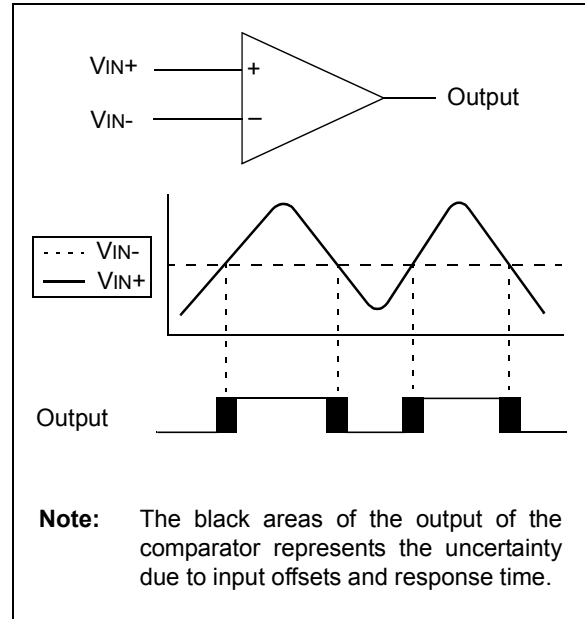 VIN+
+
Output
VIN-
–
VIN-
VIN+
Output
Note: The black areas of the output of the
comparator represents the uncertainty
due to input offsets and response time.